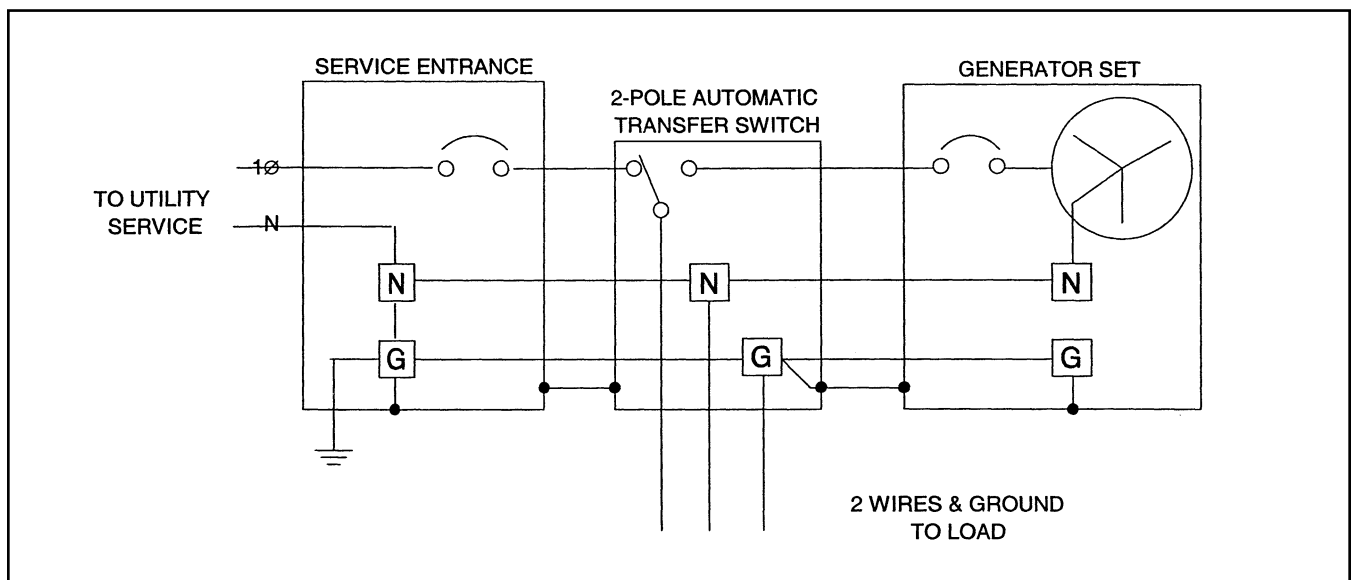 SERVICE ENTRANCE
GENERATOR SET
2-POLE AUTOMATIC
TRANSFER SWITCH
1Ø
TO UTILITY
SERVICE
N
N
N
N
G
G
G
2 WIRES & GROUND
TO LOAD